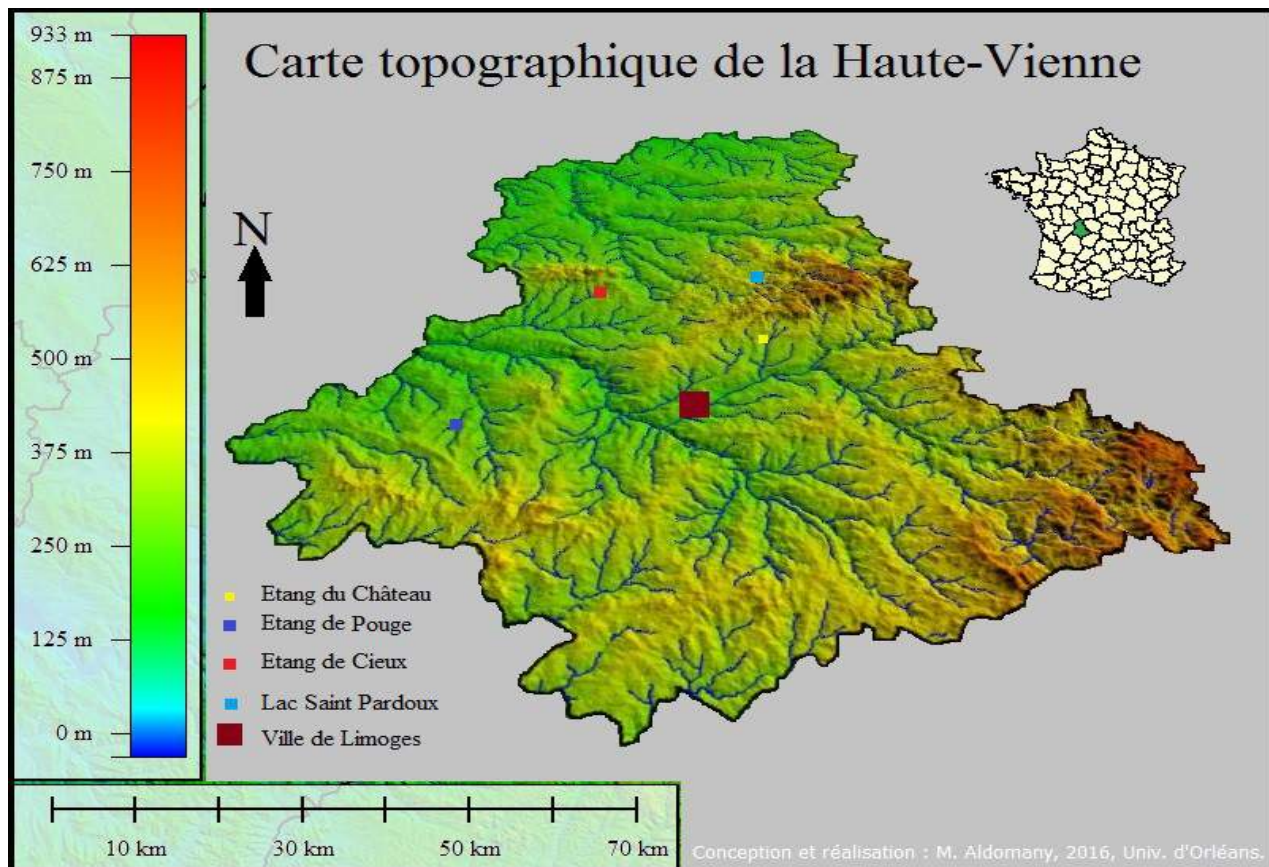 Carte topographique de la Haute-Vienne
933 m
875 m
750 m
625 m
500 m
375 m
250 m
125 m
0 m
N
Etang du Château
Etang de Pouge
Etang de Cieux
Lac Saint Pardoux
Ville de Limoges
10 km 30 km 50 km 70 km
Conception et réalisation : M. Aldomany, 2016, Univ. d'Orléans.